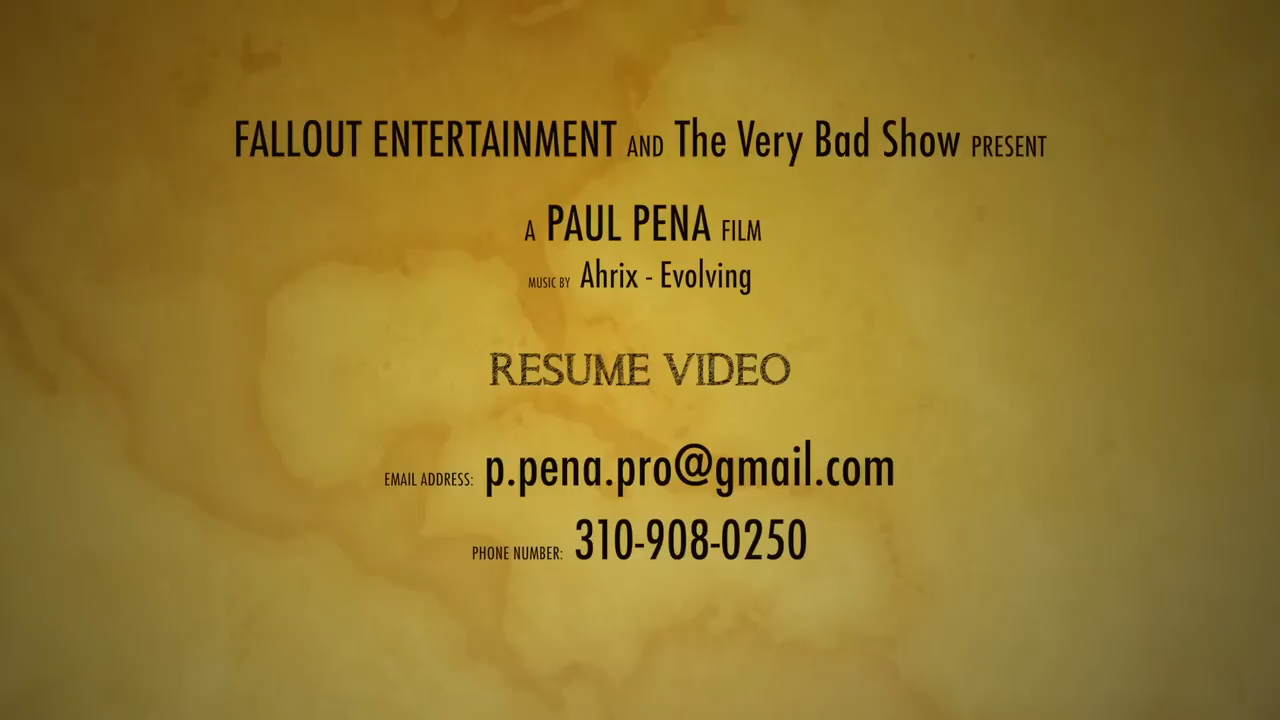 FALLOUT ENTERTAINMENT AND The Very Bad Show PRESENT
A PAUL PENA FILM
MUSIC BY Ahrix - Evolving
RESUME VIDEO
EMAIL ADDRESS: p.pena.pro@gmail.com
PHONE NUMBER: 310-908-0250